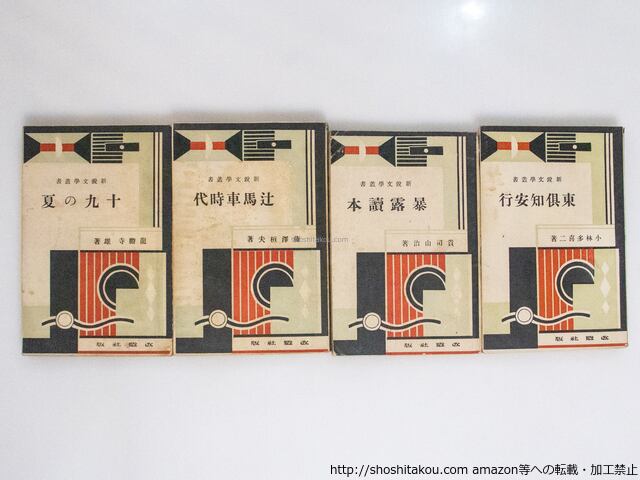 新鋭文學叢書
十九の夏
龍膽寺 雄著
改造社版
新鋭文學叢書
辻馬車時代
藤澤桓夫著
改造社版
新鋭文學叢書
暴露讀本
貴司山治著
改造社版
新鋭文學叢書
東倶知安行
小林多喜二著
改造社版
shoshitakou.com
http://shoshitakou.com amazon等への転載・加工禁止